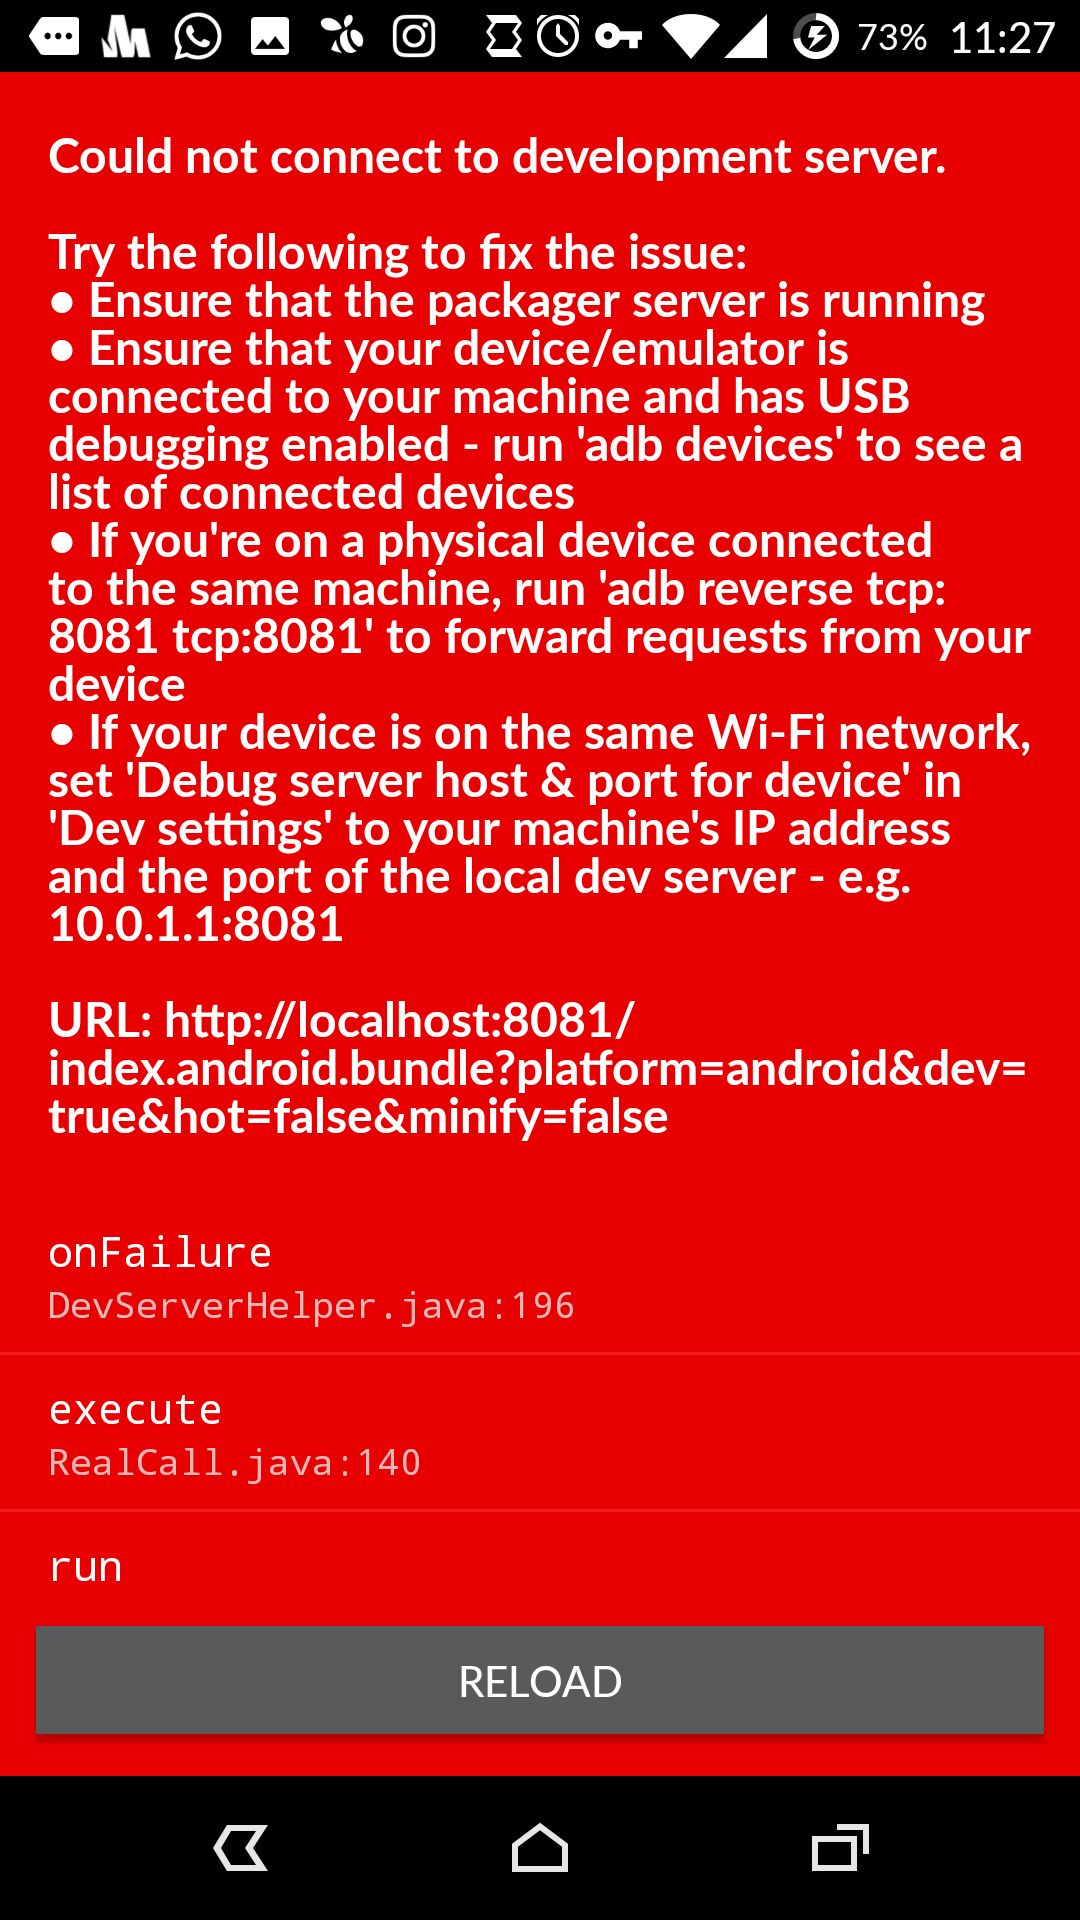 73% 11:27
Could not connect to development server.
Try the following to fix the issue:
● Ensure that the packager server is running
● Ensure that your device/emulator is
connected to your machine and has USB
debugging enabled - run 'adb devices' to see a
list of connected devices
● If you're on a physical device connected
to the same machine, run 'adb reverse tcp:
8081 tcp:8081' to forward requests from your
device
● If your device is on the same Wi-Fi network,
set 'Debug server host & port for device' in
'Dev settings' to your machine's IP address
and the port of the local dev server - e.g.
10.0.1.1:8081
URL: http://localhost:8081/
index.android.bundle?platform=android&dev=
true&hot=false&minify=false
onFailure
DevServerHelper.java:196
execute
RealCall.java:140
run
RELOAD